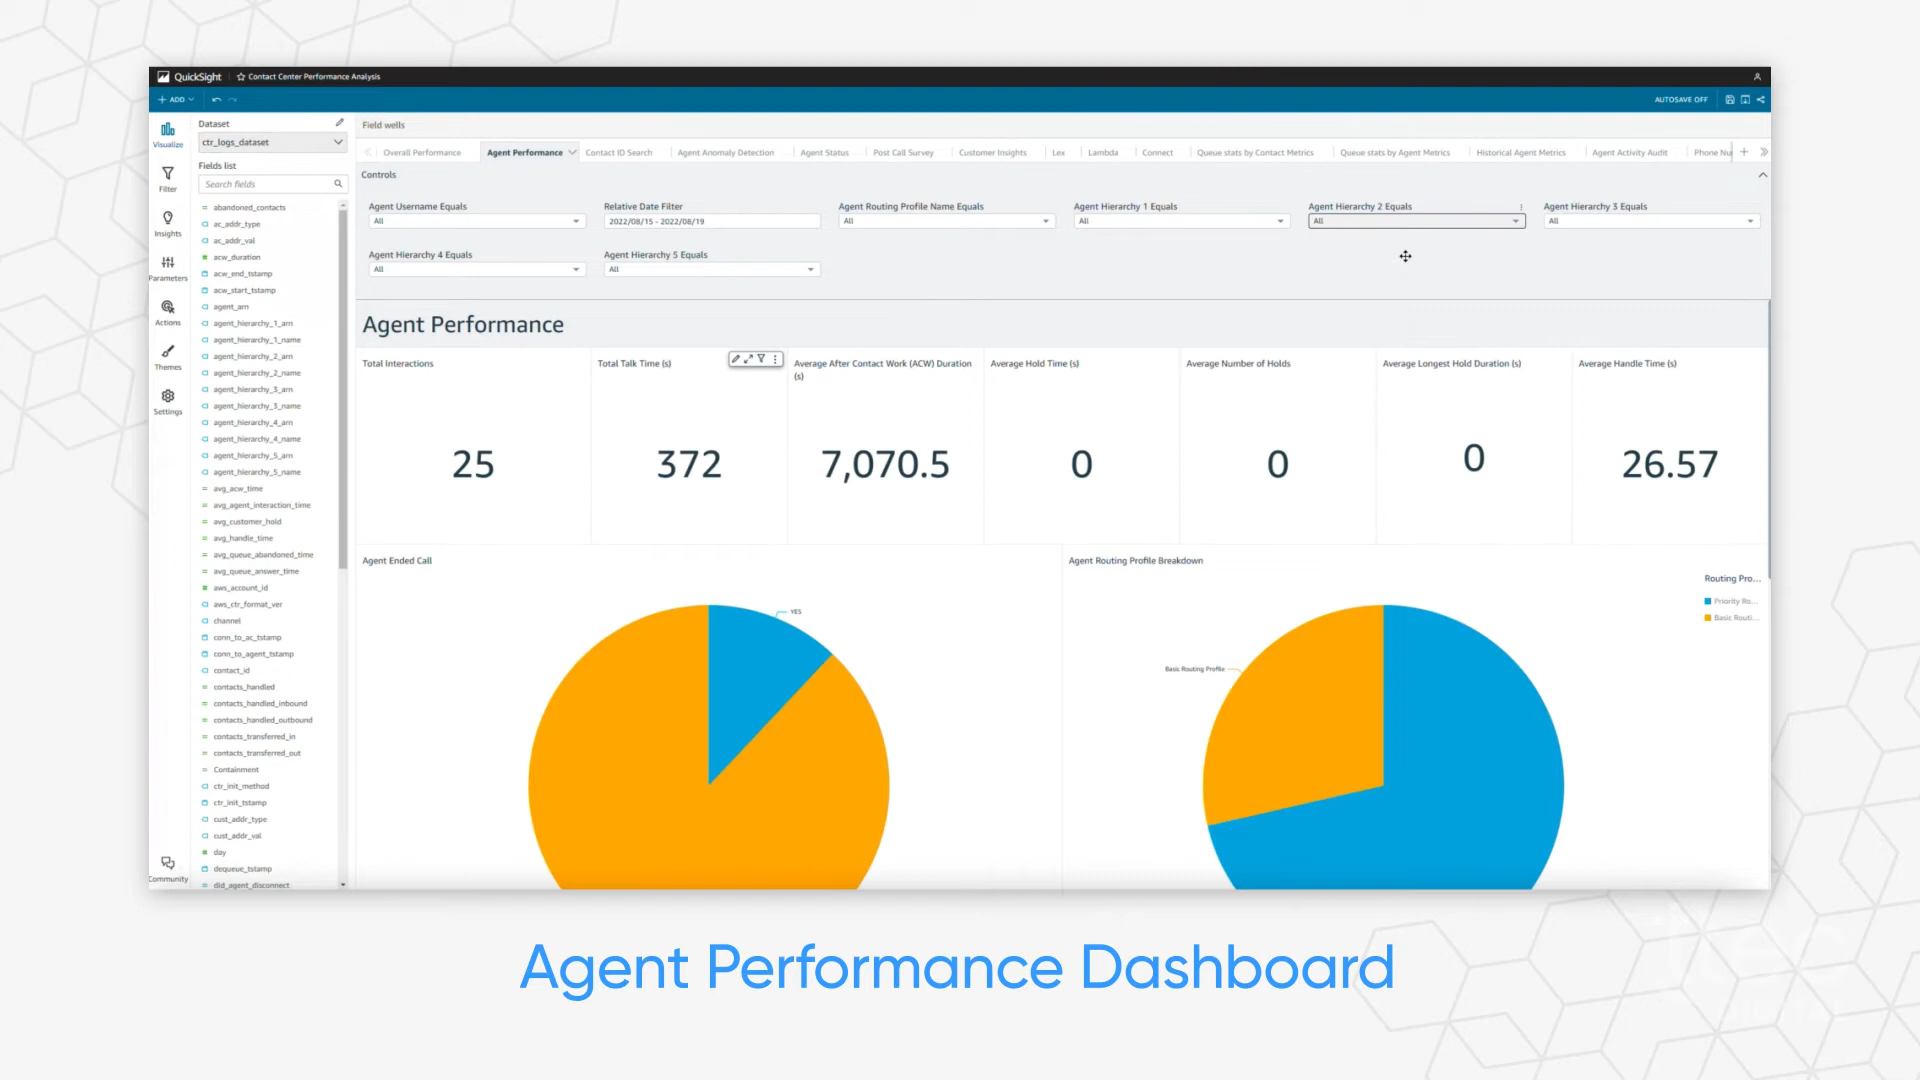 QuickSight
Contact Center Performance Analysis
ADD
AUTOSAVE OFF
Visualize
Filter
Insights
Parameters
Actions
Themes
Settings
Community
Dataset
ctr_logs_dataset
Fields list
Search fields
abandoned_contacts
ac_addr_type
ac_addr_val
acw_duration
acw_end_tstamp
acw_start_tstamp
agent_arn
agent_hierarchy_1_arn
agent_hierarchy_1_name
agent_hierarchy_2_arn
agent_hierarchy_2_name
agent_hierarchy_3_arn
agent_hierarchy_3_name
agent_hierarchy_4_arn
agent_hierarchy_4_name
agent_hierarchy_5_arn
agent_hierarchy_5_name
avg_acw_time
avg_agent_interaction_time
avg_customer_hold
avg_handle_time
avg_queue_abandoned_time
avg_queue_answer_time
aws_account_id
aws_ctr_format_ver
channel
conn_to_ac_tstamp
conn_to_agent_tstamp
contact_id
contacts_handled
contacts_handled_inbound
contacts_handled_outbound
contacts_transferred_in
contacts_transferred_out
Containment
ctr_init_method
ctr_init_tstamp
cust_addr_type
cust_addr_val
day
dequeue_tstamp
did_agent_disconnect
Field wells
Overall Performance
Agent Performance
Contact ID Search
Agent Anomaly Detection
Agent Status
Post Call Survey
Customer Insights
Lex
Lambda
Connect
Queue stats by Contact Metrics
Queue stats by Agent Metrics
Historical Agent Metrics
Agent Activity Audit
Phone Nu
Controls
Agent Username Equals
All
Relative Date Filter
2022/08/15 - 2022/08/19
Agent Routing Profile Name Equals
All
Agent Hierarchy 1 Equals
All
Agent Hierarchy 2 Equals
All
Agent Hierarchy 3 Equals
All
Agent Hierarchy 4 Equals
All
Agent Hierarchy 5 Equals
All
Agent Performance
Total Interactions
25
Total Talk Time (s)
372
Average After Contact Work (ACW) Duration
(s)
7,070.5
Average Hold Time (s)
0
Average Number of Holds
0
Average Longest Hold Duration (s)
0
Average Handle Time (s)
26.57
Agent Ended Call
YES
Agent Routing Profile Breakdown
Basic Routing Profile
Routing Pro...
Priority Ro...
Basic Routi...
Agent Performance Dashboard